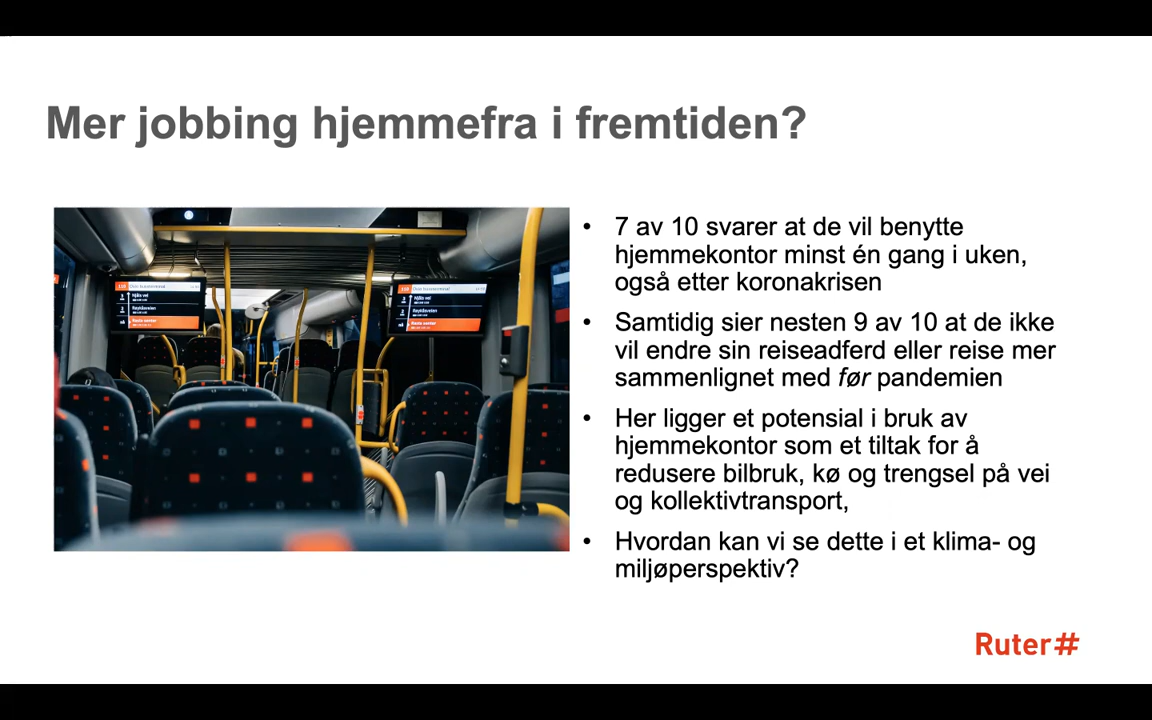 Mer jobbing hjemmefra i fremtiden?
• 7 av 10 svarer at de vil benytte
hjemmekontor minst én gang i uken,
også etter koronakrisen
• Samtidig sier nesten 9 av 10 at de ikke
vil endre sin reiseadferd eller reise mer
sammenlignet med før pandemien
• Her ligger et potensial i bruk av
hjemmekontor som et tiltak for å
redusere bilbruk, kø og trengsel på vei
og kollektivtransport,
• Hvordan kan vi se dette i et klima- og
miljøperspektiv?
Ruter#